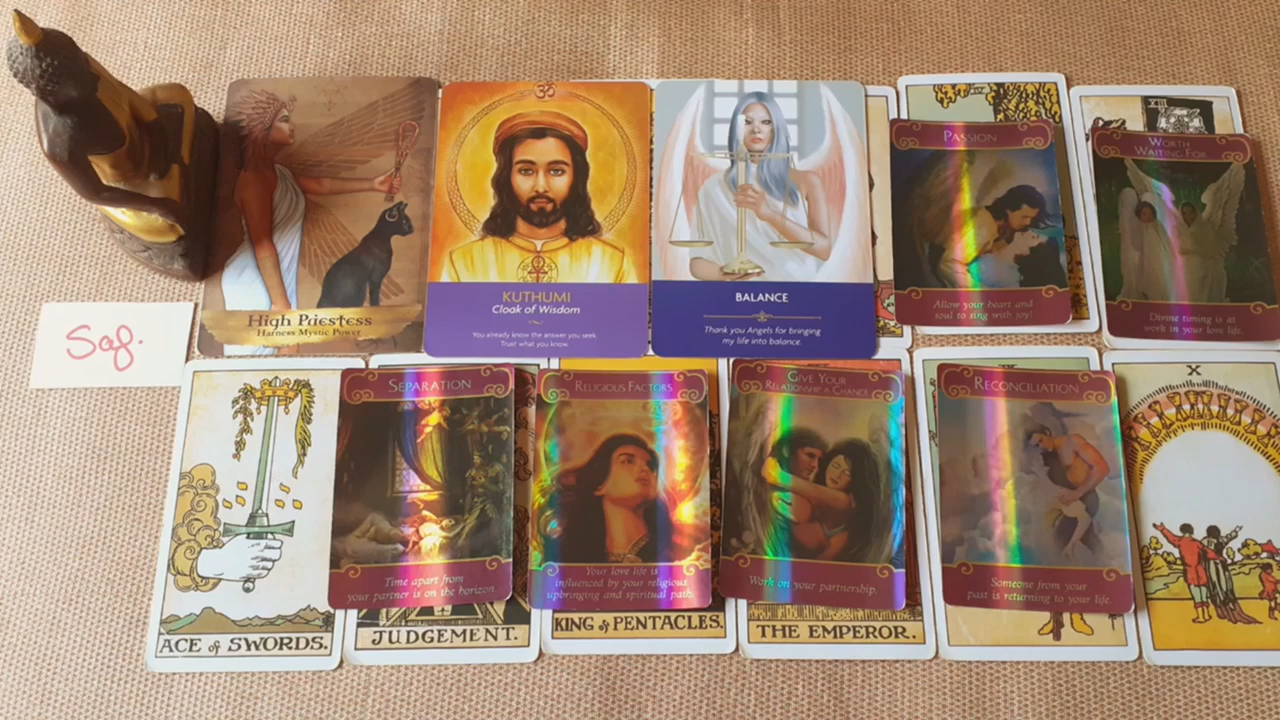 Sag.
High Priestess
Harness Mystic Power
ॐ
KUTHUMI
Cloak of Wisdom
You already know the answer you seek.
Trust what you know.
BALANCE
Thank you Angels for bringing
my life into balance.
IV
PASSION
Allow your heart and
soul to sing with joy!
XIII
WORTH
WAITING FOR
Divine timing is at
work in your love life.
ACE of SWORDS.
SEPARATION
Time apart from
your partner is on the horizon.
JUDGEMENT.
RELIGIOUS FACTORS
Your love life is
influenced by your religious
upbringing and spiritual path.
KING of PENTACLES.
GIVE YOUR
RELATIONSHIP A CHANCE
Work on your partnership.
THE EMPEROR.
RECONCILIATION
Someone from your
past is returning to your life.
X